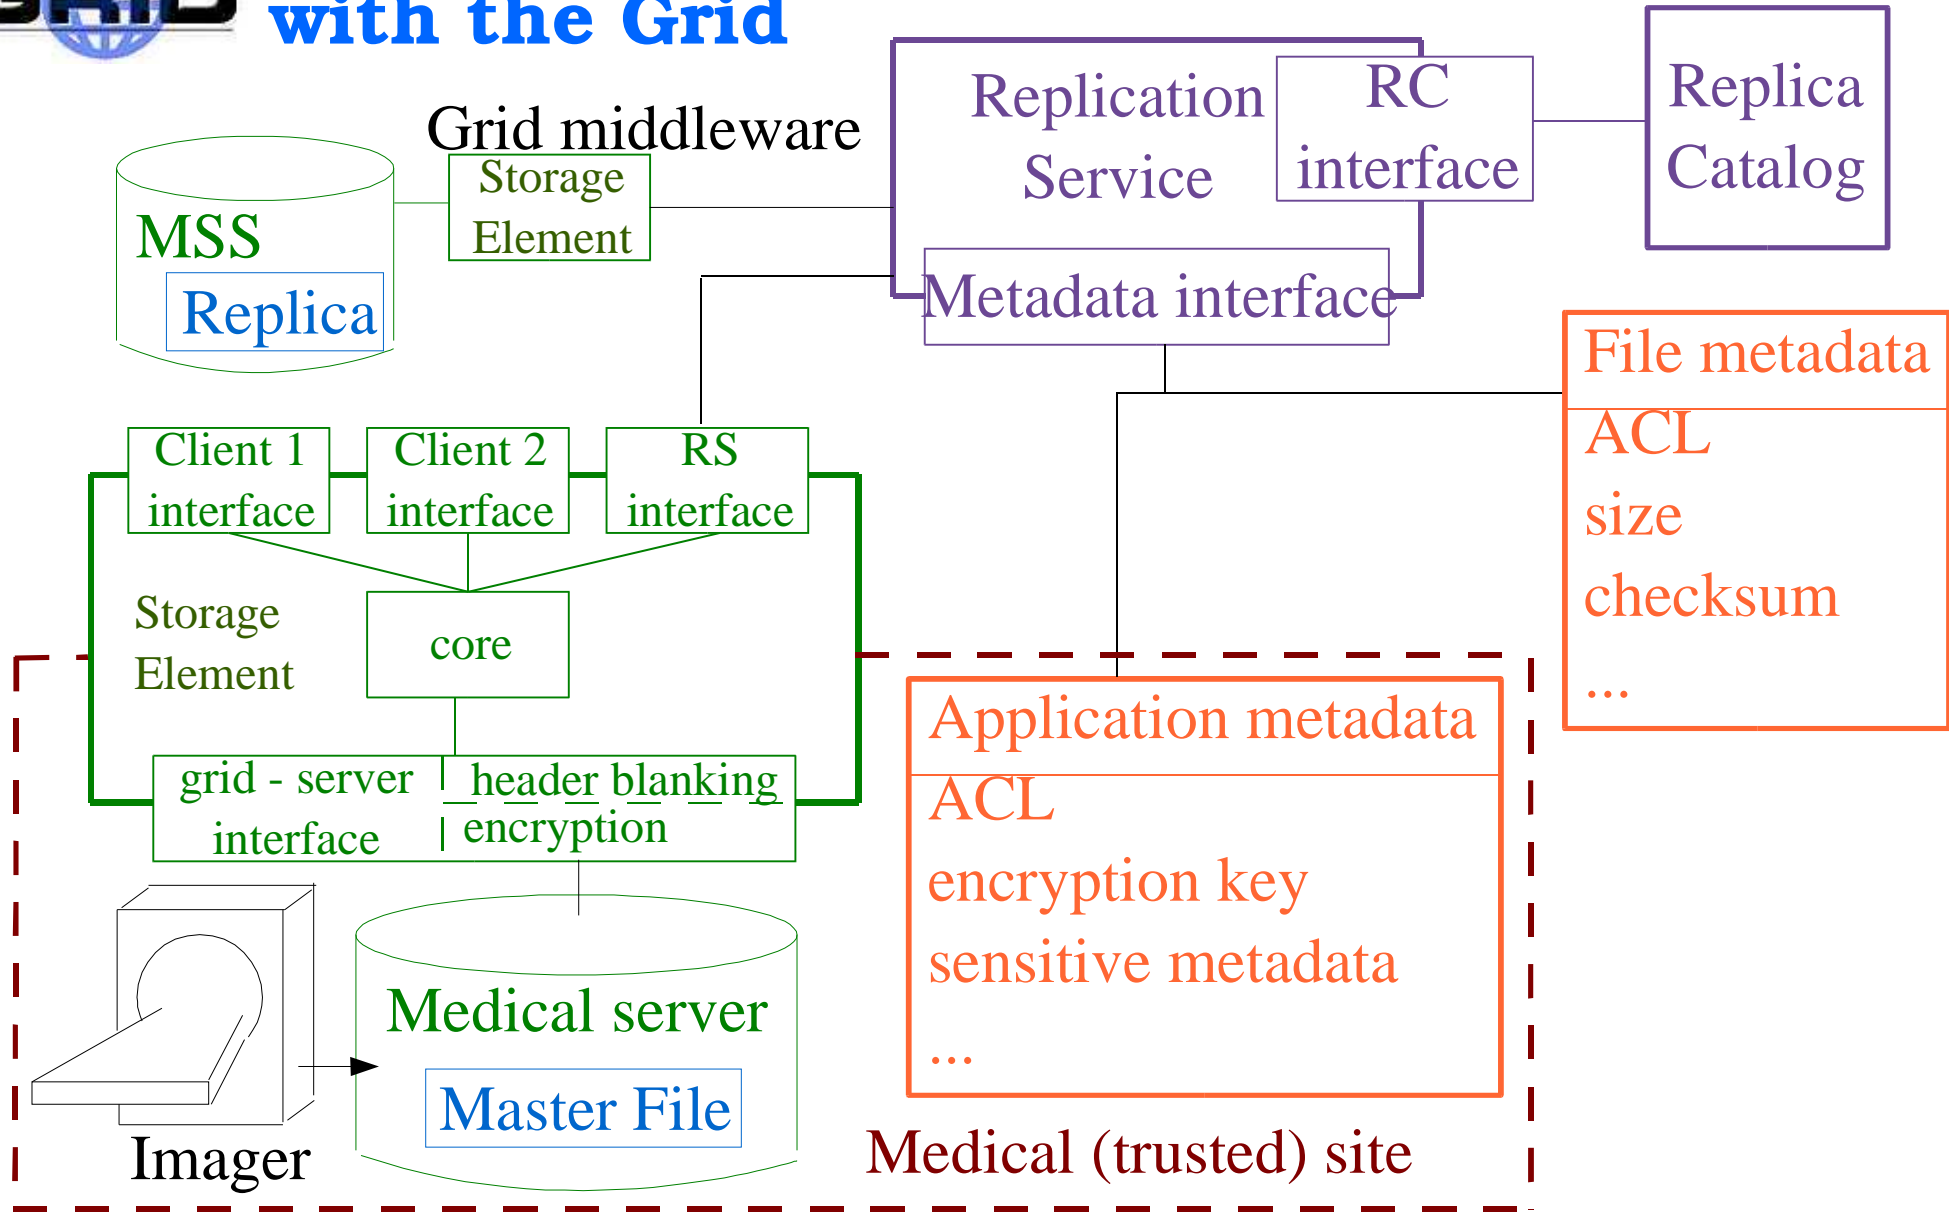 GRID
with the Grid
Grid middleware
Storage
Element
MSS
Replica
Replication
Service
RC
interface
Metadata interface
Replica
Catalog
File metadata
ACL
size
checksum
...
Client 1
interface
Client 2
interface
RS
interface
Storage
Element
core
grid - server
interface
header blanking
encryption
Application metadata
ACL
encryption key
sensitive metadata
...
Medical server
Master File
Imager
Medical (trusted) site